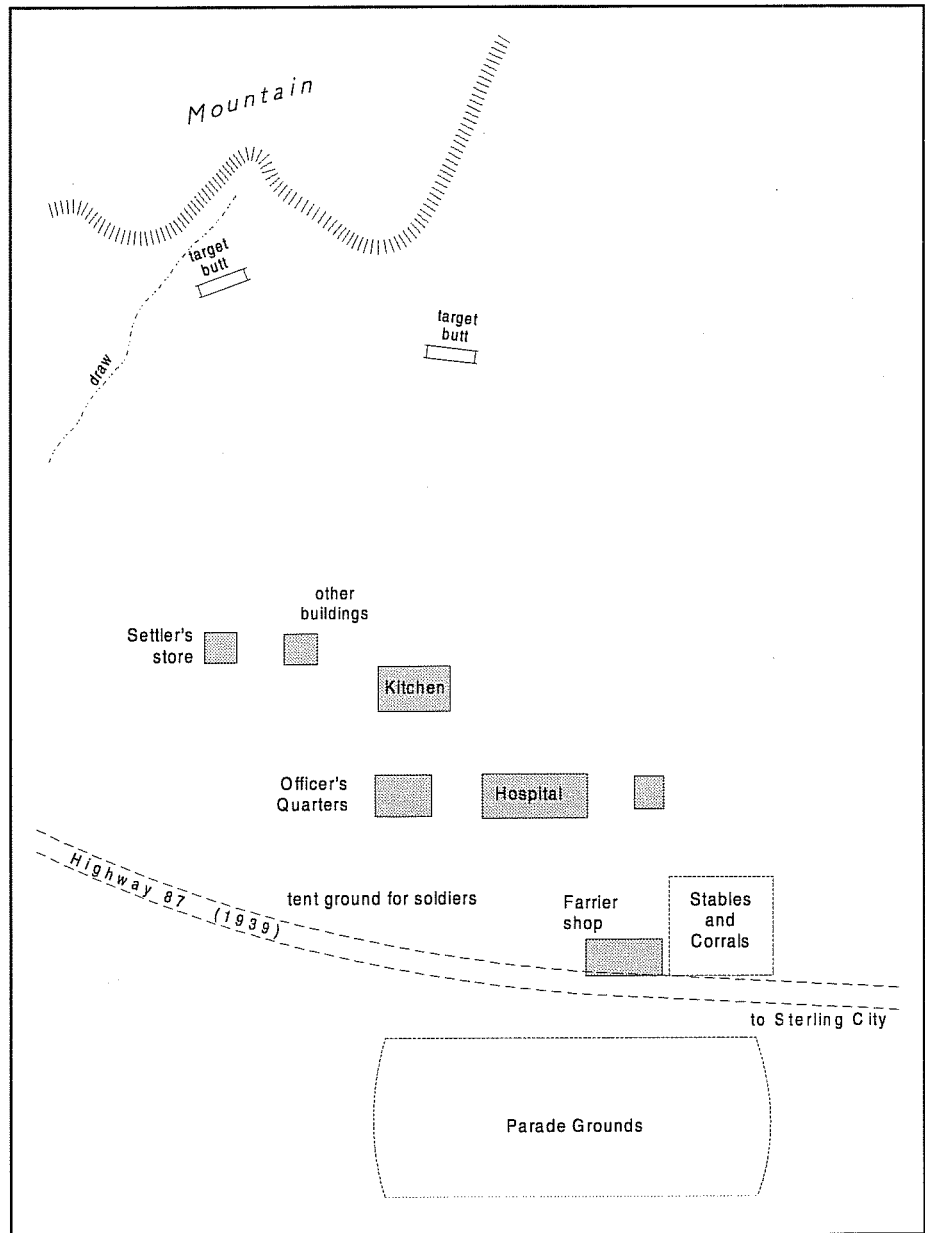 Mountain
target
butt
target
butt
draw
other
buildings
Settler's
store
Kitchen
Officer's
Quarters
Hospital
Highway 87 (1939)
tent ground for soldiers
Farrier
shop
Stables
and
Corrals
to Sterling City
Parade Grounds